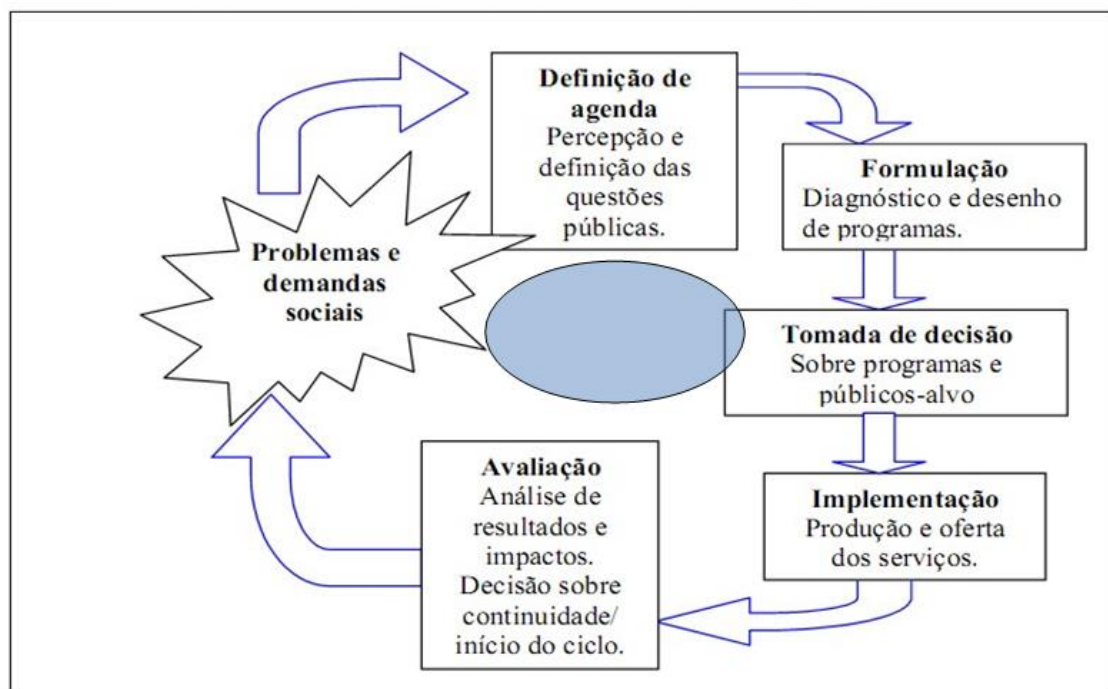 Definição de
agenda
Percepção e
definição das
questões
públicas.
Formulação
Diagnóstico e desenho
de programas.
Problemas e
demandas
sociais
Tomada de decisão
Sobre programas e
públicos-alvo
Avaliação
Análise de
resultados e
impactos.
Decisão sobre
continuidade/
início do ciclo.
Implementação
Produção e oferta
dos serviços.